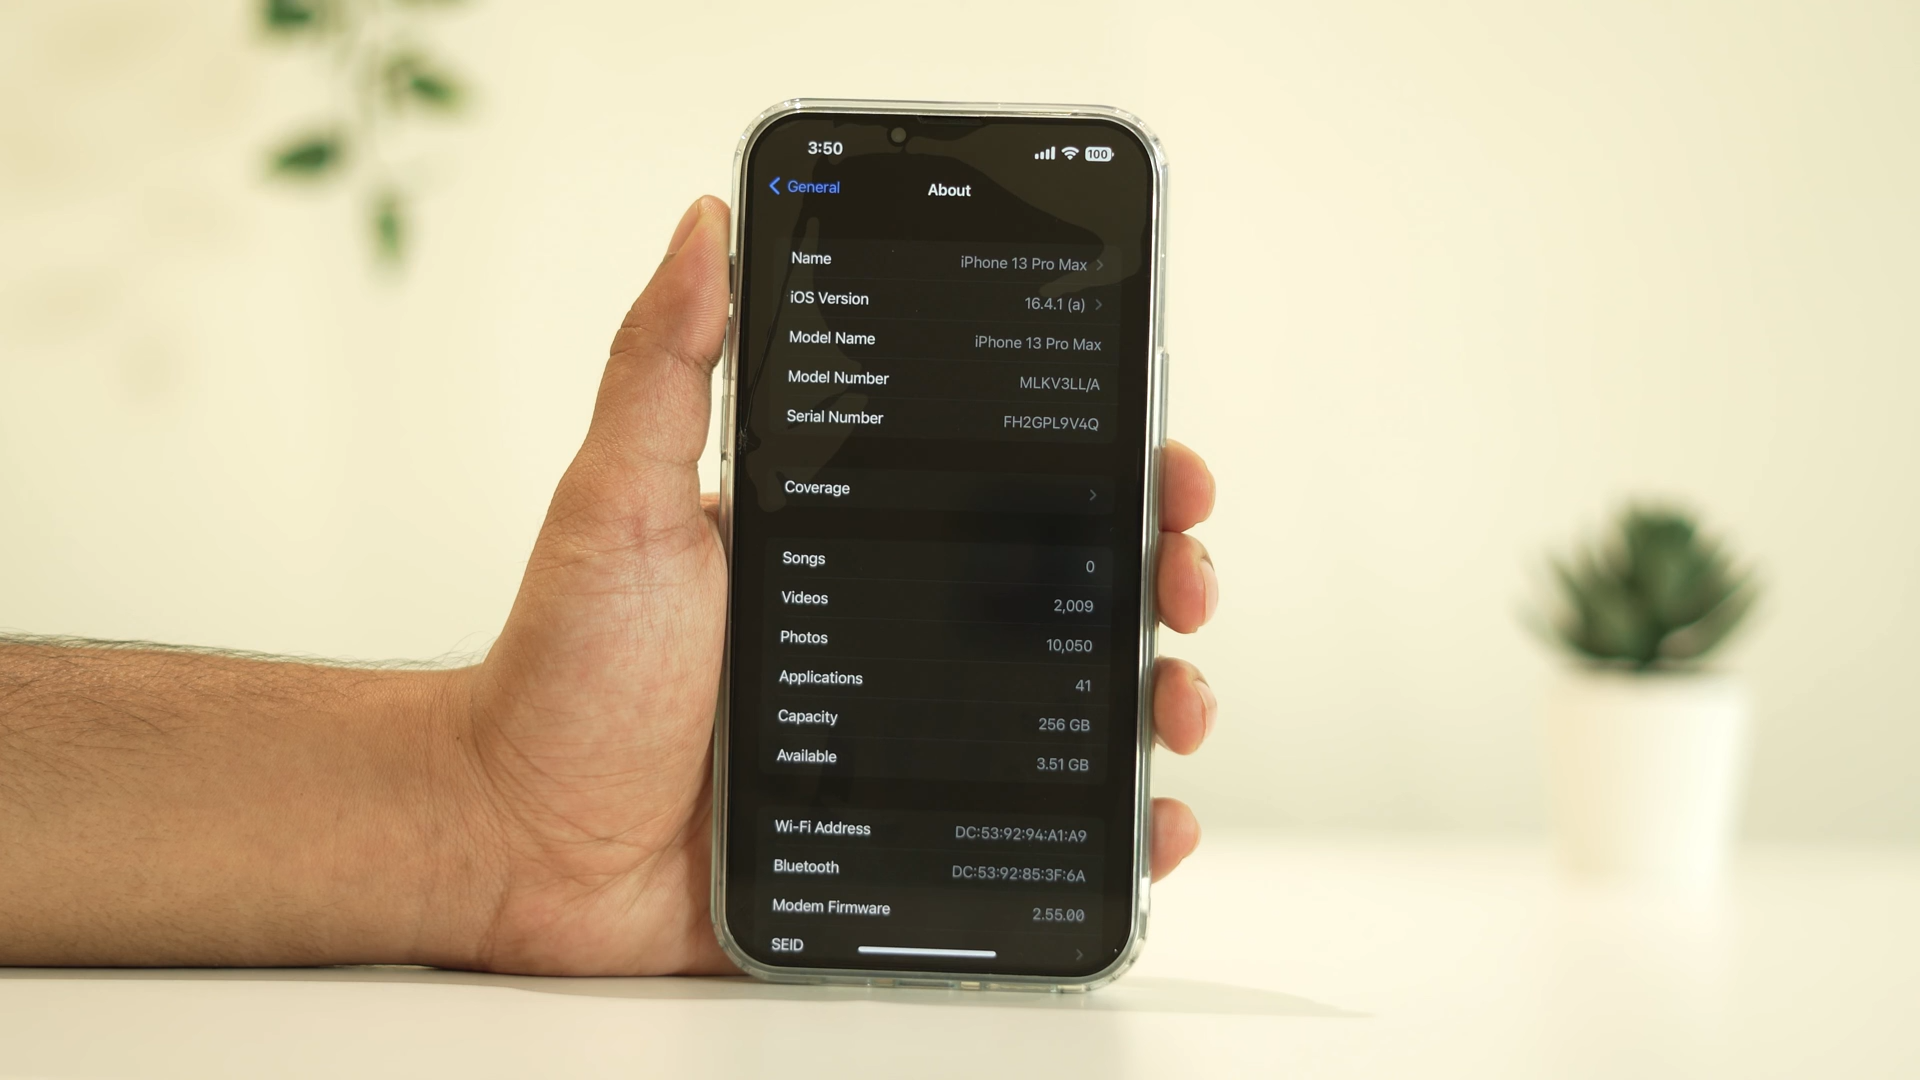 3:50 100
General About
Name iPhone 13 Pro Max
iOS Version 16.4.1 (a)
Model Name iPhone 13 Pro Max
Model Number MLKV3LL/A
Serial Number FH2GPL9V4Q
Coverage
Songs 0
Videos 2,009
Photos 10,050
Applications 41
Capacity 256 GB
Available 3.51 GB
Wi-Fi Address DC:53:92:94:A1:A9
Bluetooth DC:53:92:85:3F:6A
Modem Firmware 2.55.00
SEID